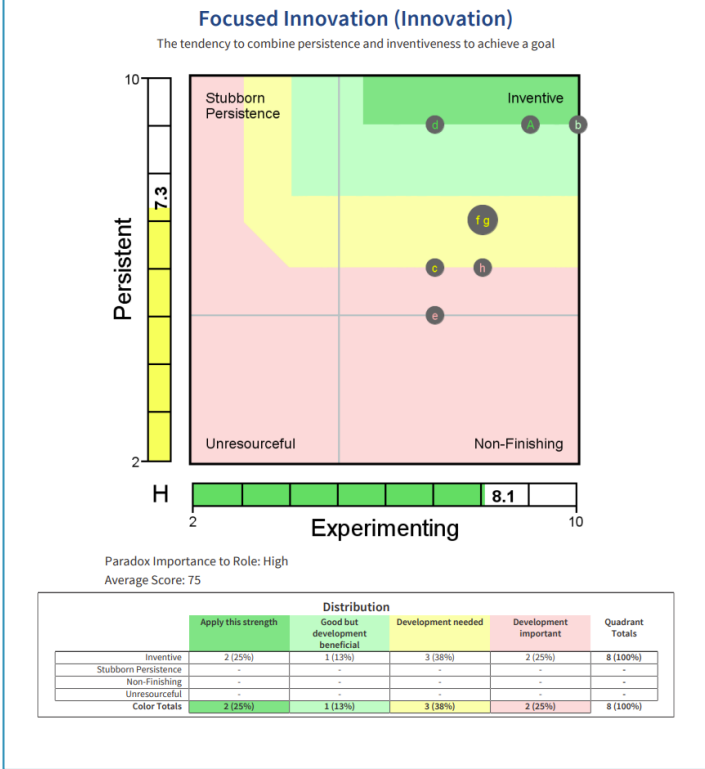 Focused Innovation (Innovation)
The tendency to combine persistence and inventiveness to achieve a goal
10
Stubborn
Persistence
Inventive
d
A
b
7.3
Persistent
f g
c
h
e
Unresourceful
Non-Finishing
2
H
8.1
2
10
Experimenting
Paradox Importance to Role: High
Average Score: 75
Distribution
Apply this strength Good but development beneficial Development needed Development important Quadrant Totals
Inventive 2 (25%) 1 (13%) 3 (38%) 2 (25%) 8 (100%)
Stubborn Persistence - - - - -
Non-Finishing - - - - -
Unresourceful - - - - -
Color Totals 2 (25%) 1 (13%) 3 (38%) 2 (25%) 8 (100%)